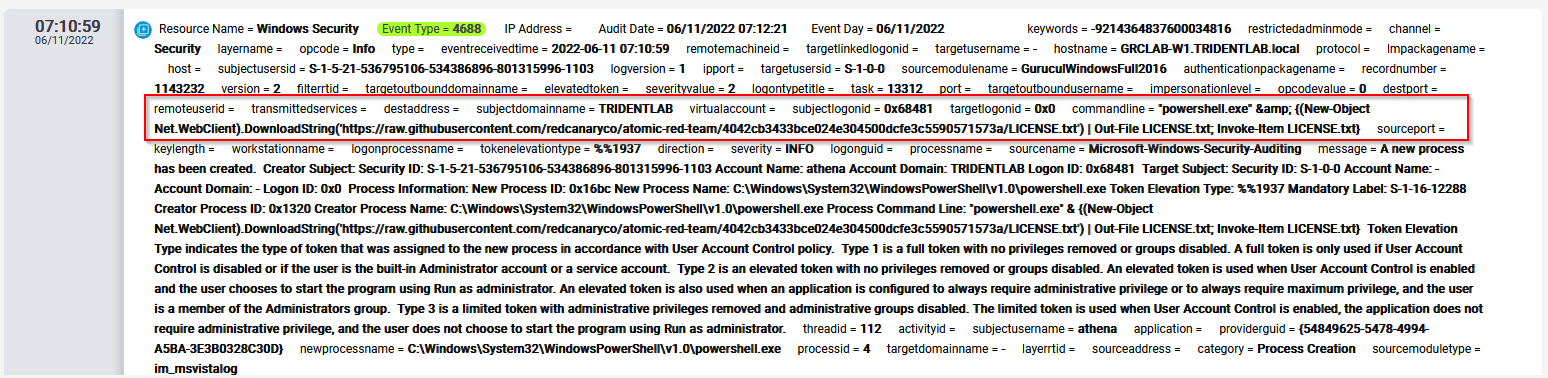 07:10:59
06/11/2022
Resource Name = Windows Security Event Type = 4688 IP Address = Audit Date = 06/11/2022 07:12:21 Event Day = 06/11/2022 keywords = -9214364837600034816 restrictedadminmode = channel =
Security layername = opcode = Info type = eventreceivedtime = 2022-06-11 07:10:59 remotemachineid = targetlinkedlogonid = targetusername = - hostname = GRCLAB-W1.TRIDENTLAB.local protocol = lmpackagename =
= host = subjectusersid = S-1-5-21-536795106-534386896-801315996-1103 logversion = 1 ipport = targetusersid = S-1-0-0 sourcemodulename = GuruculWindowsFull2016 authenticationpackagename = recordnumber =
1143232 version = 2 filterrtid = targetoutbounddomainname = elevatedtoken = severityvalue = 2 logontypetitle = task = 13312 port = targetoutboundusername = impersonationlevel = opcodevalue = 0 destport =
remoteuserid = transmittedservices = destaddress = subjectdomainname = TRIDENTLAB virtualaccount = subjectlogonid = 0x68481 targetlogonid = 0x0 commandline = "powershell.exe" &amp; {(New-Object
Net.WebClient).DownloadString('https://raw.githubusercontent.com/redcanaryco/atomic-red-team/4042cb3433bce024e304500dcfe3c5590571573a/LICENSE.txt') | Out-File LICENSE.txt; Invoke-Item LICENSE.txt} sourceport =
keylength = workstationname = logonprocessname = tokenelevationtype = %%1937 direction = severity = INFO logonguid = processname = sourcename = Microsoft-Windows-Security-Auditing message = A new process
has been created. Creator Subject: Security ID: S-1-5-21-536795106-534386896-801315996-1103 Account Name: athena Account Domain: TRIDENTLAB Logon ID: 0x68481 Target Subject: Security ID: S-1-0-0 Account Name: -
Account Domain: - Logon ID: 0x0 Process Information: New Process ID: 0x16bc New Process Name: C:\Windows\System32\WindowsPowerShell\v1.0\powershell.exe Token Elevation Type: %%1937 Mandatory Label: S-1-16-12288
Creator Process ID: 0x1320 Creator Process Name: C:\Windows\System32\WindowsPowerShell\v1.0\powershell.exe Process Command Line: "powershell.exe" & {(New-Object
Net.WebClient).DownloadString('https://raw.githubusercontent.com/redcanaryco/atomic-red-team/4042cb3433bce024e304500dcfe3c5590571573a/LICENSE.txt') | Out-File LICENSE.txt; Invoke-Item LICENSE.txt} Token Elevation
Type indicates the type of token that was assigned to the new process in accordance with User Account Control policy. Type 1 is a full token with no privileges removed or groups disabled. A full token is only used if User Account
Control is disabled or if the user is the built-in Administrator account or a service account. Type 2 is an elevated token with no privileges removed or groups disabled. An elevated token is used when User Account Control is enabled
and the user chooses to start the program using Run as administrator. An elevated token is also used when an application is configured to always require administrative privilege or to always require maximum privilege, and the user
is a member of the Administrators group. Type 3 is a limited token with administrative privileges removed and administrative groups disabled. The limited token is used when User Account Control is enabled, the application does not
require administrative privilege, and the user does not choose to start the program using Run as administrator. threadid = 112 activityid = subjectusername = athena application = providerguid = {54849625-5478-4994-
A5BA-3E3B0328C30D} newprocessname = C:\Windows\System32\WindowsPowerShell\v1.0\powershell.exe processid = 4 targetdomainname = - layerrtid = sourceaddress = category = Process Creation sourcemoduletype =
im_msvistalog